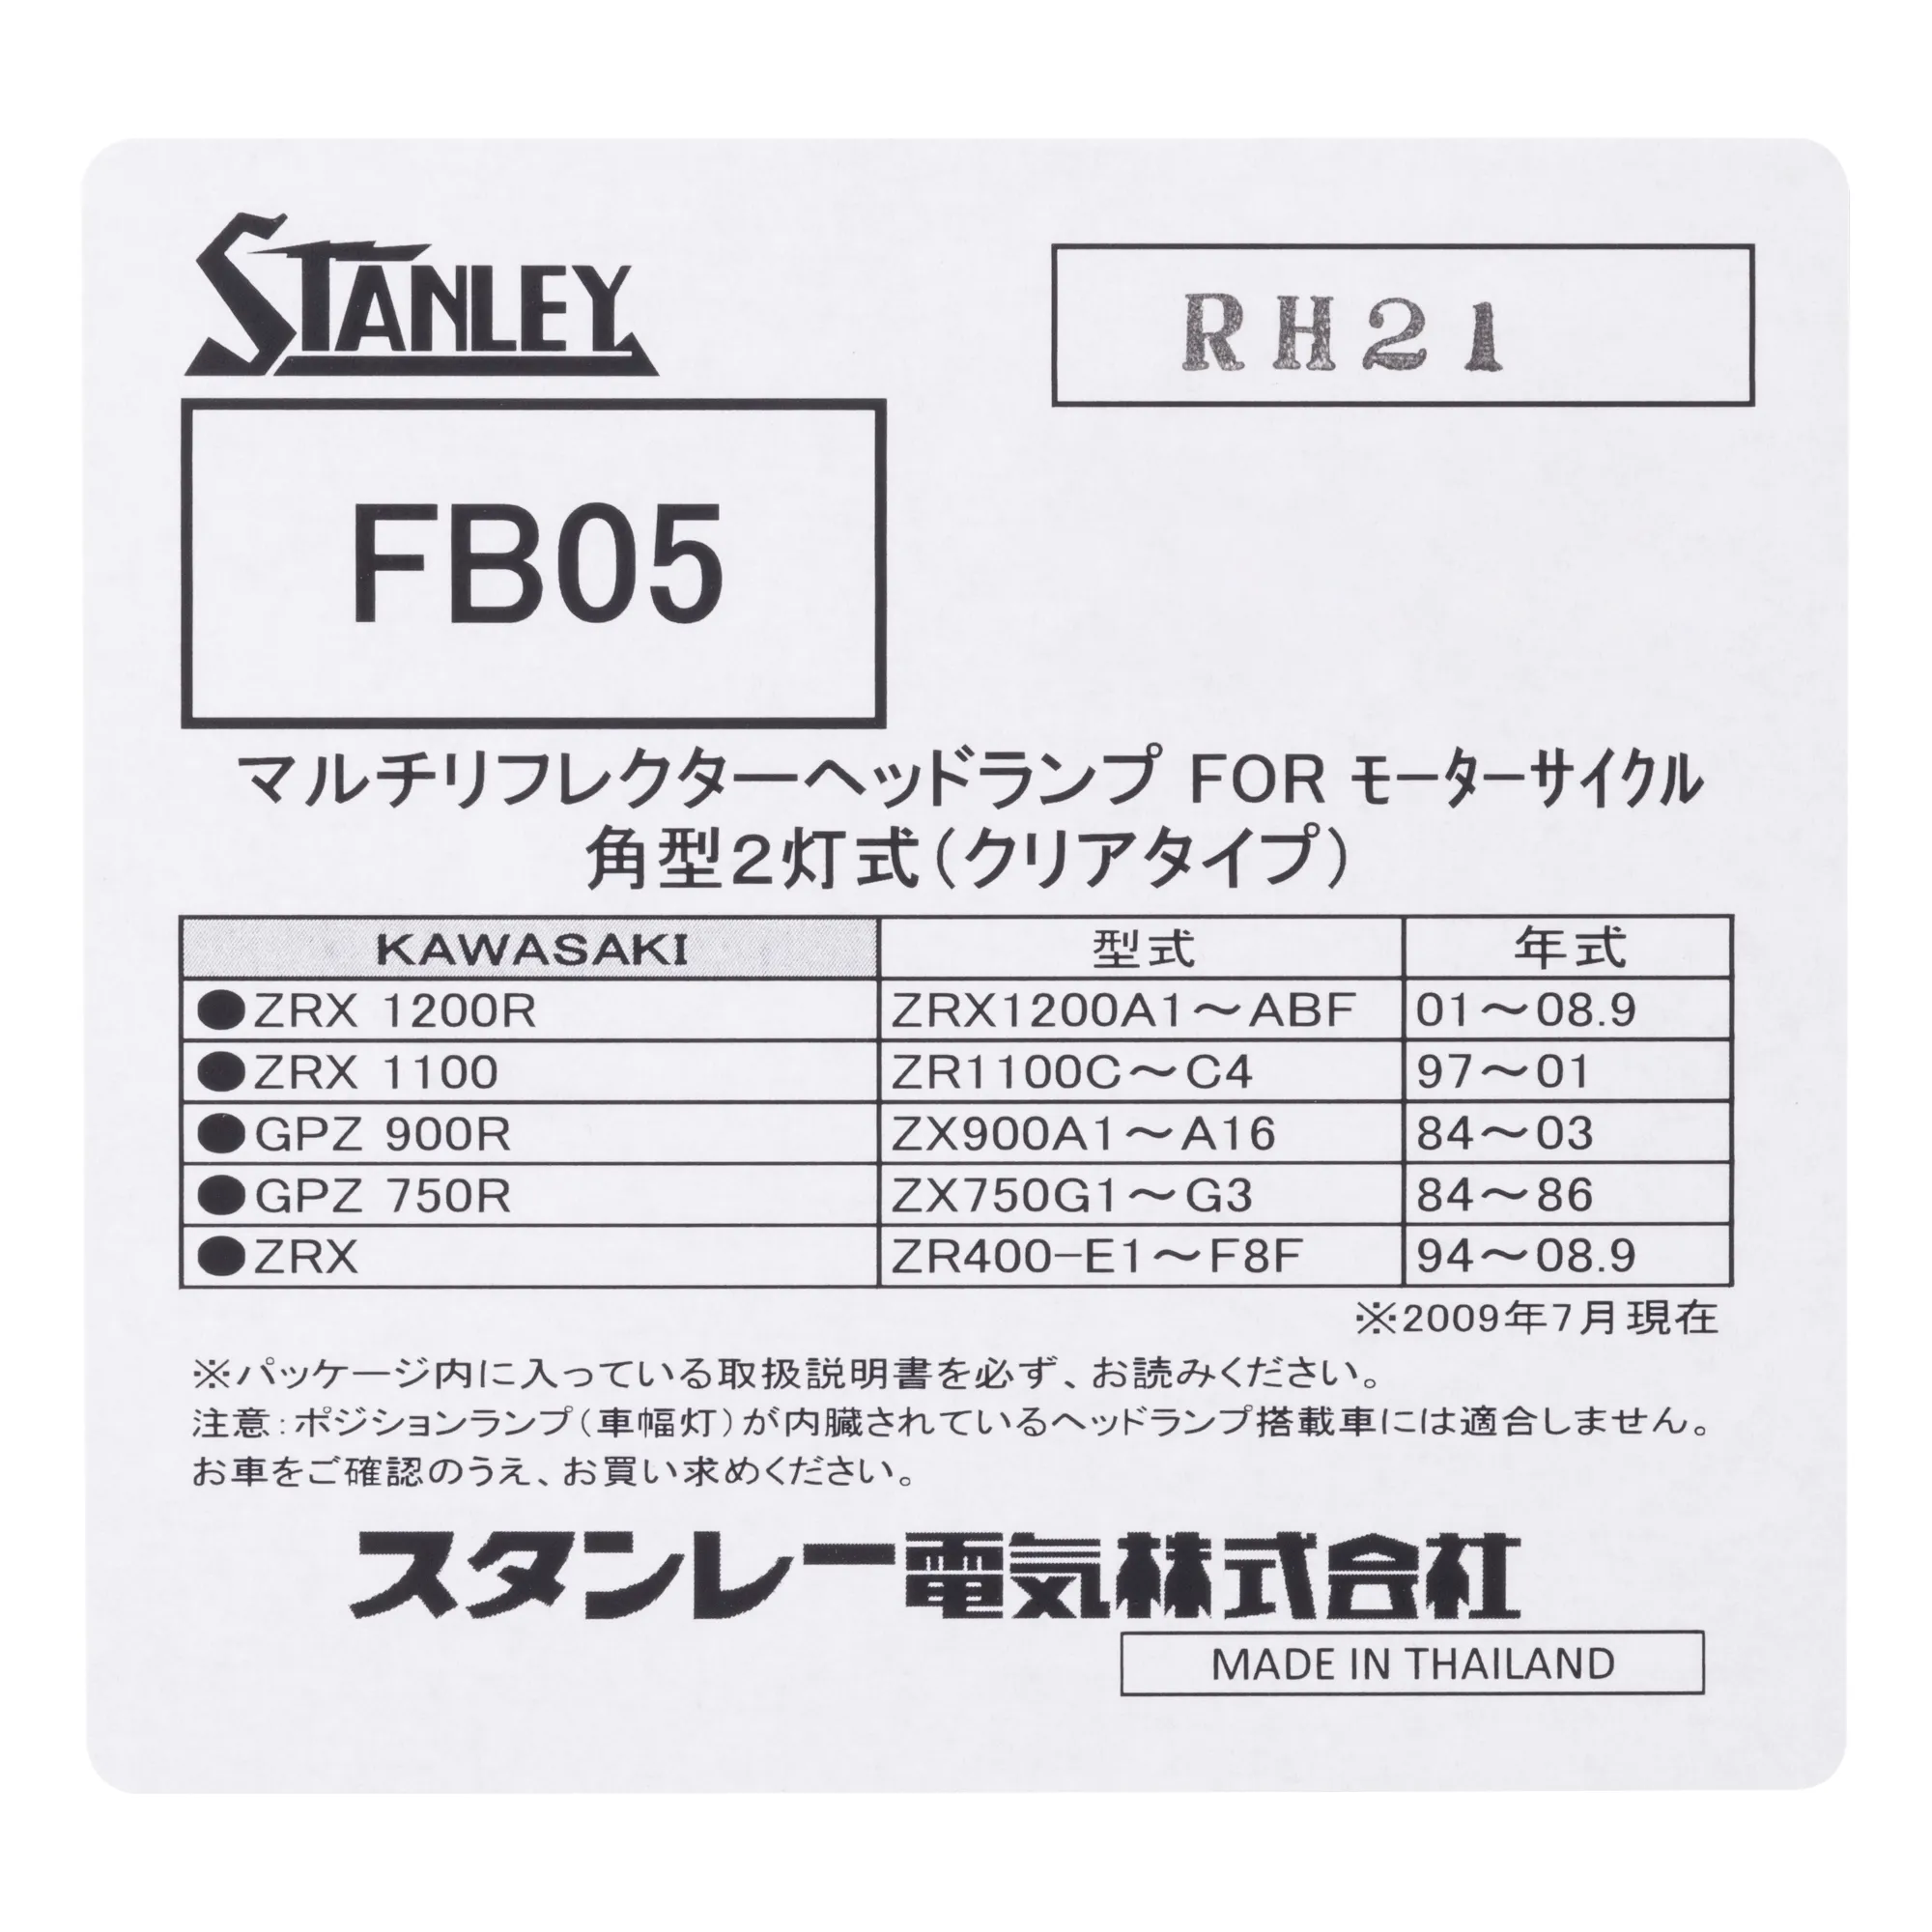 STANLEY
RH21
FB05
マルチリフレクターヘッドランプ FOR モーターサイクル
角型2灯式(クリアタイプ)
KAWASAKI 型式 年式
●ZRX 1200R ZRX1200A1～ABF 01～08.9
●ZRX 1100 ZR1100C～C4 97～01
●GPZ 900R ZX900A1～A16 84～03
●GPZ 750R ZX750G1～G3 84～86
●ZRX ZR400-E1～F8F 94～08.9
※2009年7月現在
※パッケージ内に入っている取扱説明書を必ず、お読みください。
注意:ポジションランプ(車幅灯)が内臓されているヘッドランプ搭載車には適合しません。
お車をご確認のうえ、お買い求めください。
スタンレー電気株式会社
MADE IN THAILAND